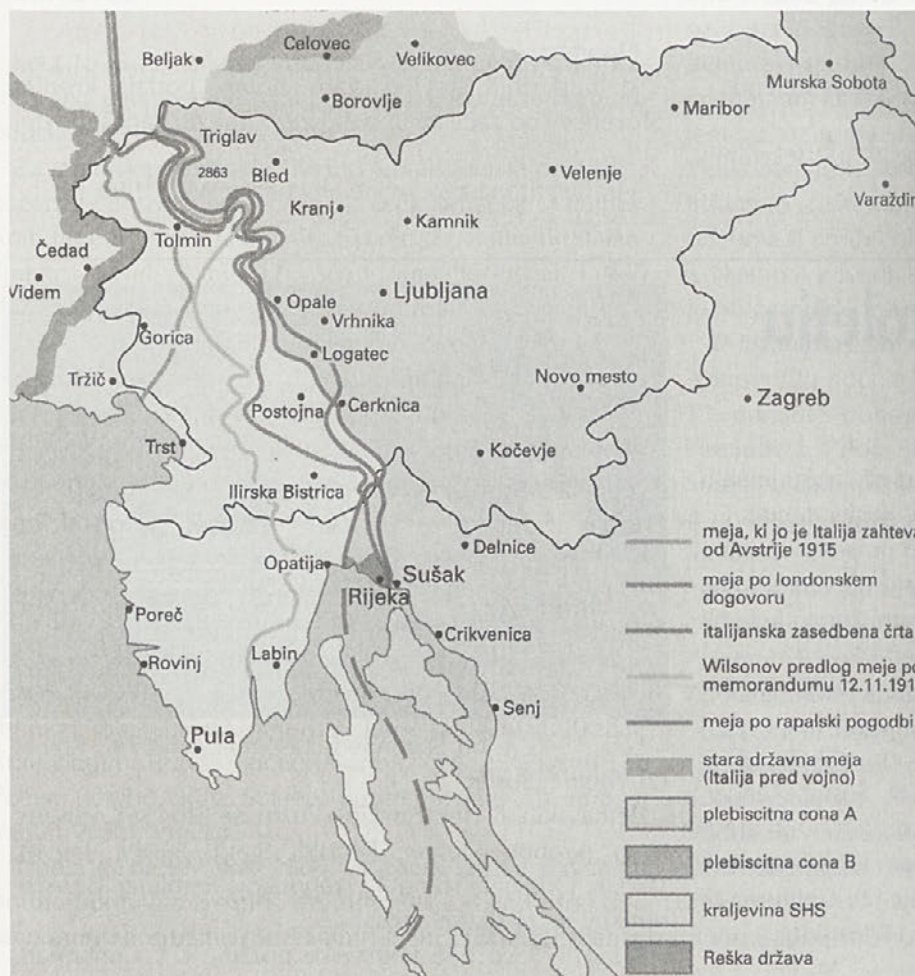 Celovec
Beljak
Velikovec
Murska Sobota
Borovlje
Maribor
Triglav
2863
Bled
Velenje
Varaždin
Kranj
Kamnik
Tolmin
Čedad
Videm
Opale
Ljubljana
Vrhnika
Gorica
Logatec
Tržič
Novo mesto
Postojna
Cerknica
Zagreb
Trst
Kočevje
Ilirska Bistrica
Delnice
Opatija
Sušak
Rijeka
Poreč
Crikvenica
Rovinj
Labin
Senj
Pula
meja, ki jo je Italija zahteva
od Avstrije 1915
meja po londonskem
dogovoru
italijanska zasedbena črta
Wilsonov predlog meje po
memorandumu 12.11.191
meja po rapalski pogodbi
stara državna meja
(Italija pred vojno)
plebiscitna cona A
plebiscitna cona B
kraljevina SHS
Reška država